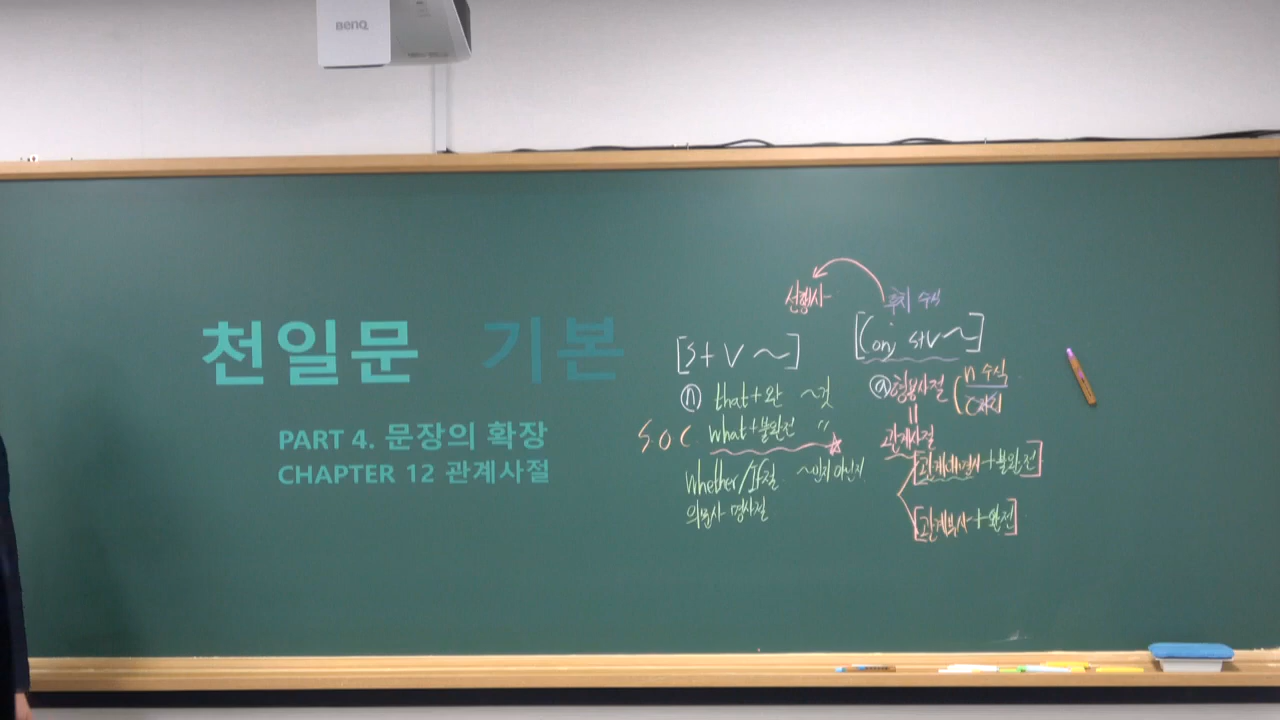 BenQ
천일문 기본
PART 4. 문장의 확장
CHAPTER 12 관계사절
선행사
후치 수식
[S+V ~]
[Conj S+V ~]
ⓝ that+완 ~것
S O C what+불완전 "
whether/if절 ~인지 아닌지
의문사 명사절
ⓐ형용사절 n 수식
=
관계사절
[관계대명사+불완전]
[관계부사+완전]